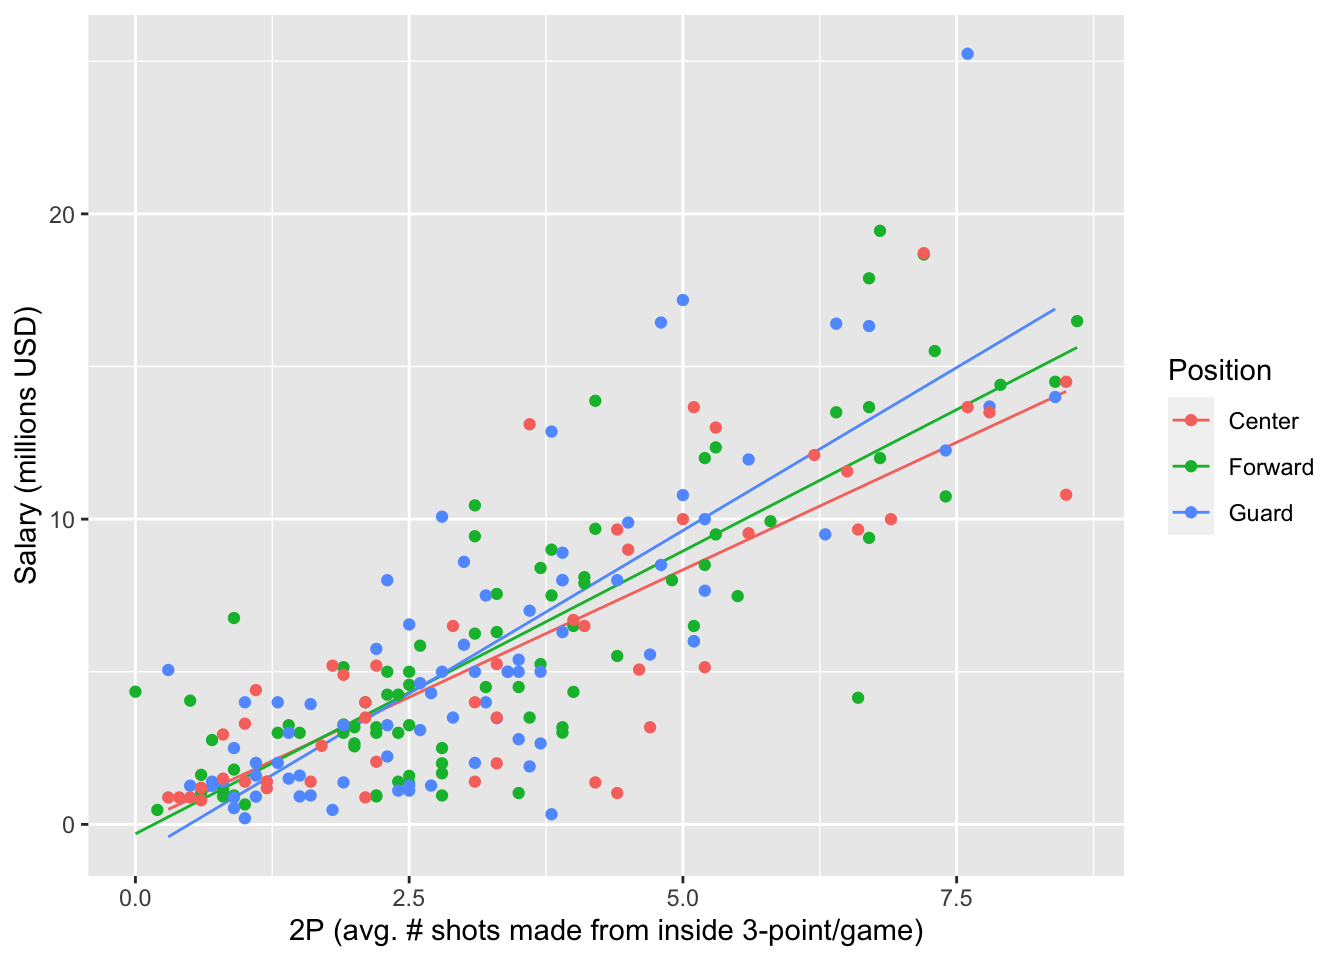 20
10
0
Salary (millions USD)
0.0 2.5 5.0 7.5
2P (avg. # shots made from inside 3-point/game)
Position
Center
Forward
Guard